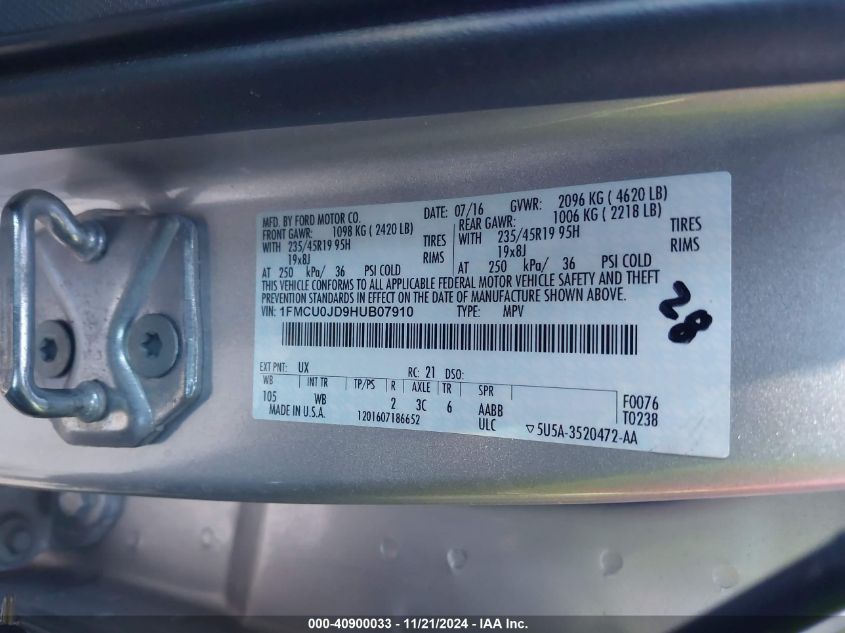 MFD. BY FORD MOTOR CO.
DATE: 07/16 GVWR: 2096 KG ( 4620 LB)
FRONT GAWR: 1098 KG ( 2420 LB)
REAR GAWR: 1006 KG ( 2218 LB)
WITH 235/45R19 95H TIRES
WITH 235/45R19 95H TIRES
19x8J RIMS
19x8J RIMS
AT 250 kPa/ 36 PSI COLD
AT 250 kPa/ 36 PSI COLD
THIS VEHICLE CONFORMS TO ALL APPLICABLE FEDERAL MOTOR VEHICLE SAFETY AND THEFT
PREVENTION STANDARDS IN EFFECT ON THE DATE OF MANUFACTURE SHOWN ABOVE.
VIN: 1FMCU0JD9HUB07910 TYPE: MPV
28
EXT PNT: UX RC: 21 DSO:
WB INT TR TP/PS R AXLE TR SPR
105 WB 2 3C 6 AABB F0076
MADE IN U.S.A. 1201607186652 ULC T0238
▽5U5A-3520472-AA
000-40900033 - 11/21/2024 - IAA Inc.